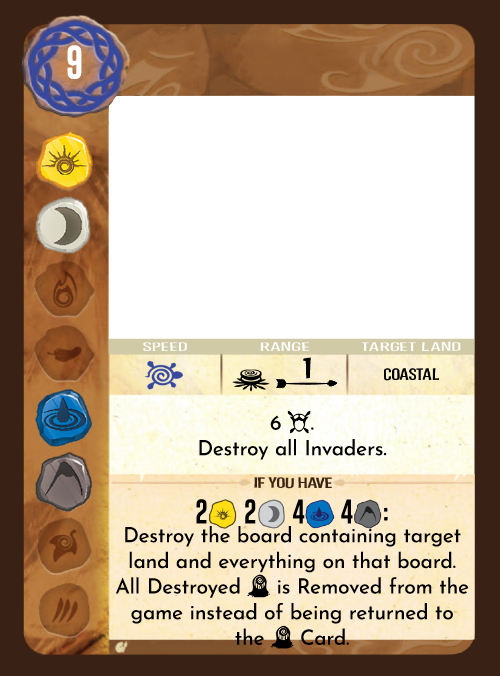 9
SPEED RANGE TARGET LAND
1 COASTAL
6 .
Destroy all Invaders.
IF YOU HAVE
2 2 4 4 :
Destroy the board containing target
land and everything on that board.
All Destroyed is Removed from the
game instead of being returned to
the Card.